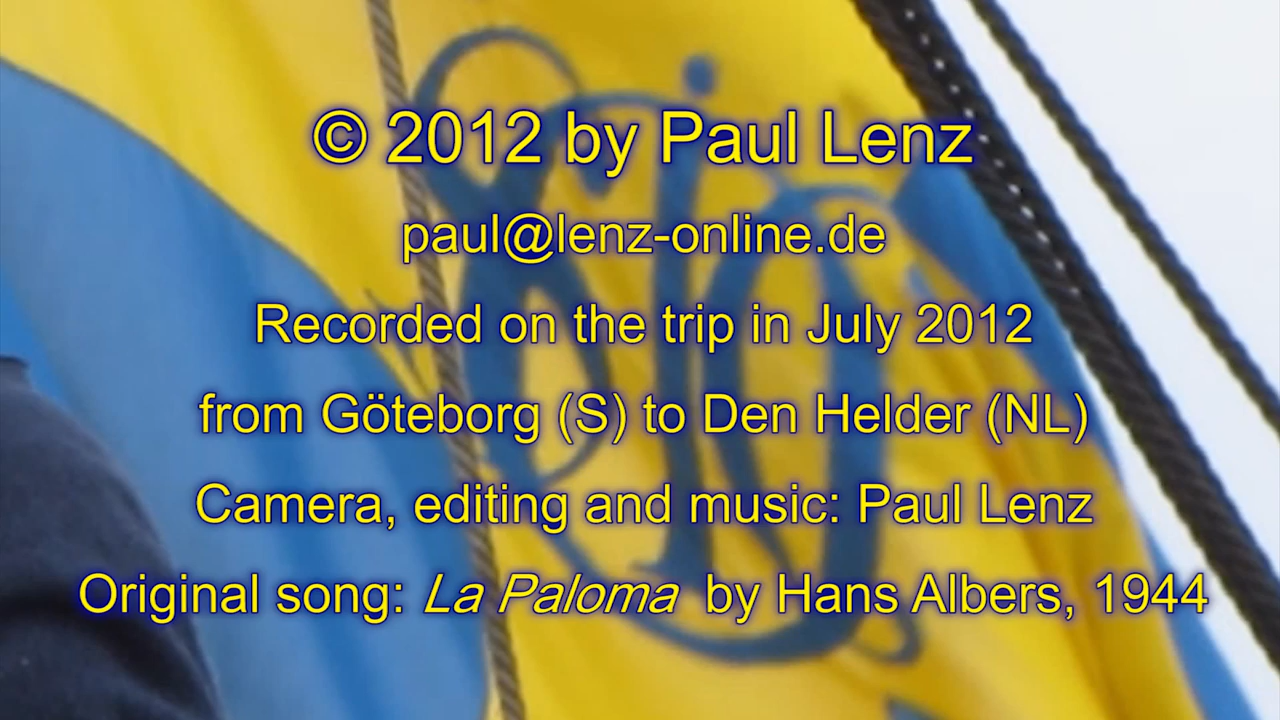 © 2012 by Paul Lenz
paul@lenz-online.de
Recorded on the trip in July 2012
from Göteborg (S) to Den Helder (NL)
Camera, editing and music: Paul Lenz
Original song: La Paloma by Hans Albers, 1944